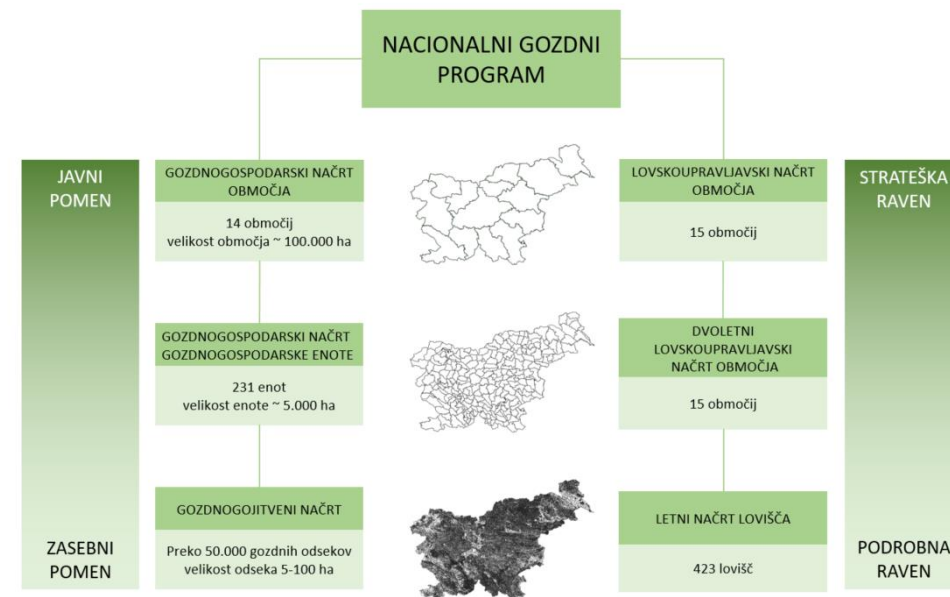 NACIONALNI GOZDNI
PROGRAM
JAVNI
POMEN
ZASEBNI
POMEN
GOZDNOGOSPODARSKI NAČRT
OBMOČJA
14 območij
velikost območja ~ 100.000 ha
GOZDNOGOSPODARSKI NAČRT
GOZDNOGOSPODARSKE ENOTE
231 enot
velikost enote ~ 5.000 ha
GOZDNOGOJITVENI NAČRT
Preko 50.000 gozdnih odsekov
velikost odseka 5-100 ha
LOVSKOUPRAVLJAVSKI NAČRT
OBMOČJA
15 območij
DVOLETNI
LOVSKOUPRAVLJAVSKI
NAČRT OBMOČJA
15 območij
LETNI NAČRT LOVIŠČA
423 lovišč
STRATEŠKA
RAVEN
PODROBNA
RAVEN